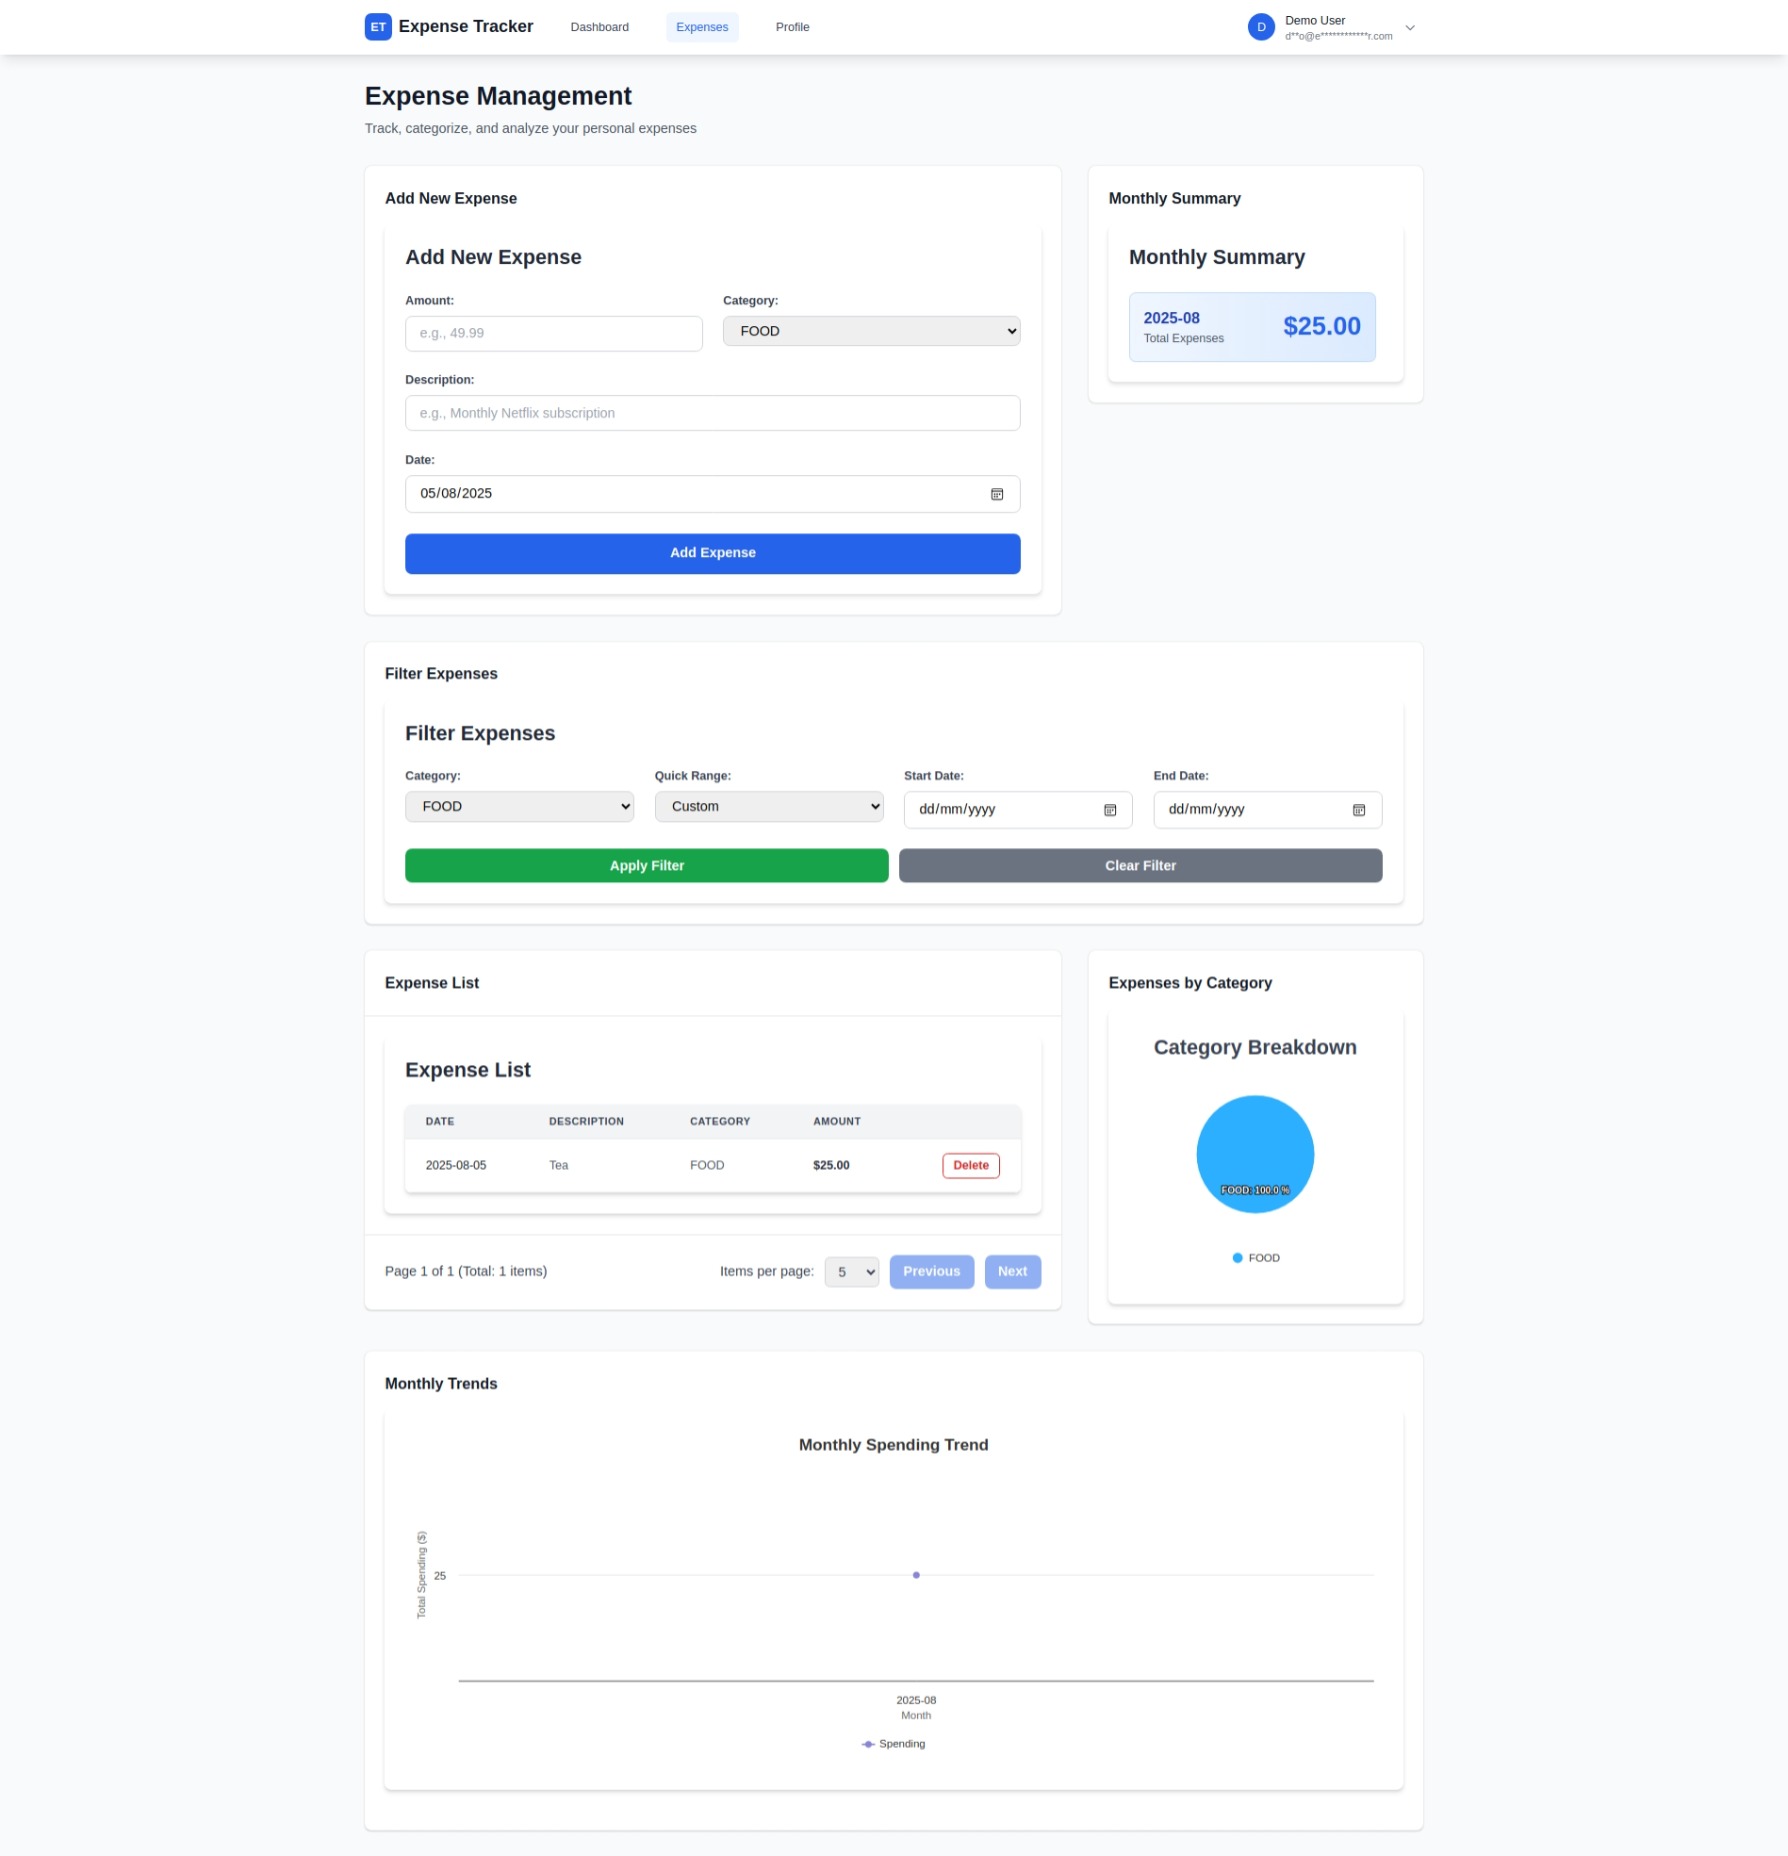 ET Expense Tracker Dashboard Expenses Profile
D Demo User
d**o@e************r.com
Expense Management
Track, categorize, and analyze your personal expenses
Add New Expense
Add New Expense
Amount: Category:
e.g., 49.99 FOOD
Description:
e.g., Monthly Netflix subscription
Date:
05/08/2025
Add Expense
Monthly Summary
Monthly Summary
2025-08
Total Expenses
$25.00
Filter Expenses
Filter Expenses
Category: Quick Range: Start Date: End Date:
FOOD Custom dd/mm/yyyy dd/mm/yyyy
Apply Filter Clear Filter
Expense List
Expense List
DATE DESCRIPTION CATEGORY AMOUNT
2025-08-05 Tea FOOD $25.00 Delete
Page 1 of 1 (Total: 1 items) Items per page: 5 Previous Next
Expenses by Category
Category Breakdown
FOOD: 100.0 %
FOOD
Monthly Trends
Monthly Spending Trend
Total Spending ($)
25
2025-08
Month
Spending